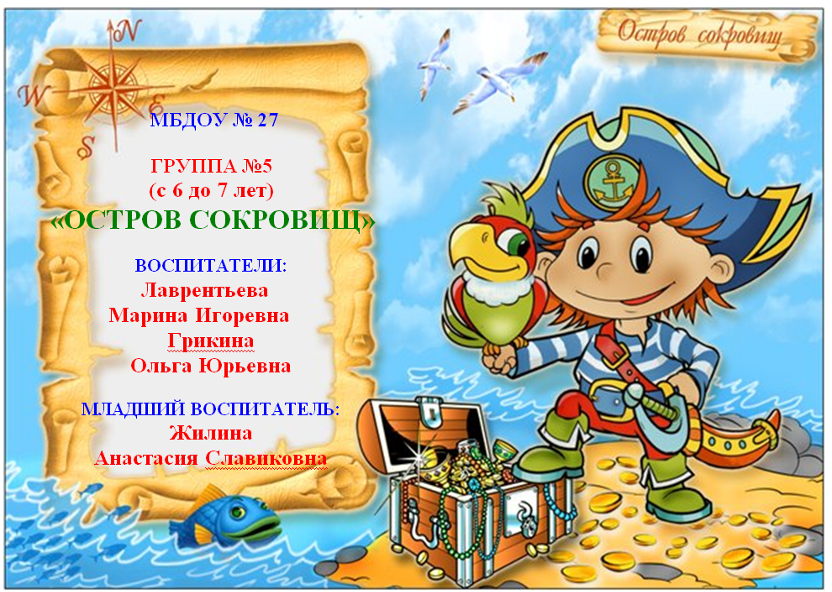 Остров сокровищ
N
W
E
S
МБДОУ № 27
ГРУППА №5
(с 6 до 7 лет)
«ОСТРОВ СОКРОВИЩ»
ВОСПИТАТЕЛИ:
Лаврентьева
Марина Игоревна
Грикина
Ольга Юрьевна
МЛАДШИЙ ВОСПИТАТЕЛЬ:
Жилина
Анастасия Славиковна